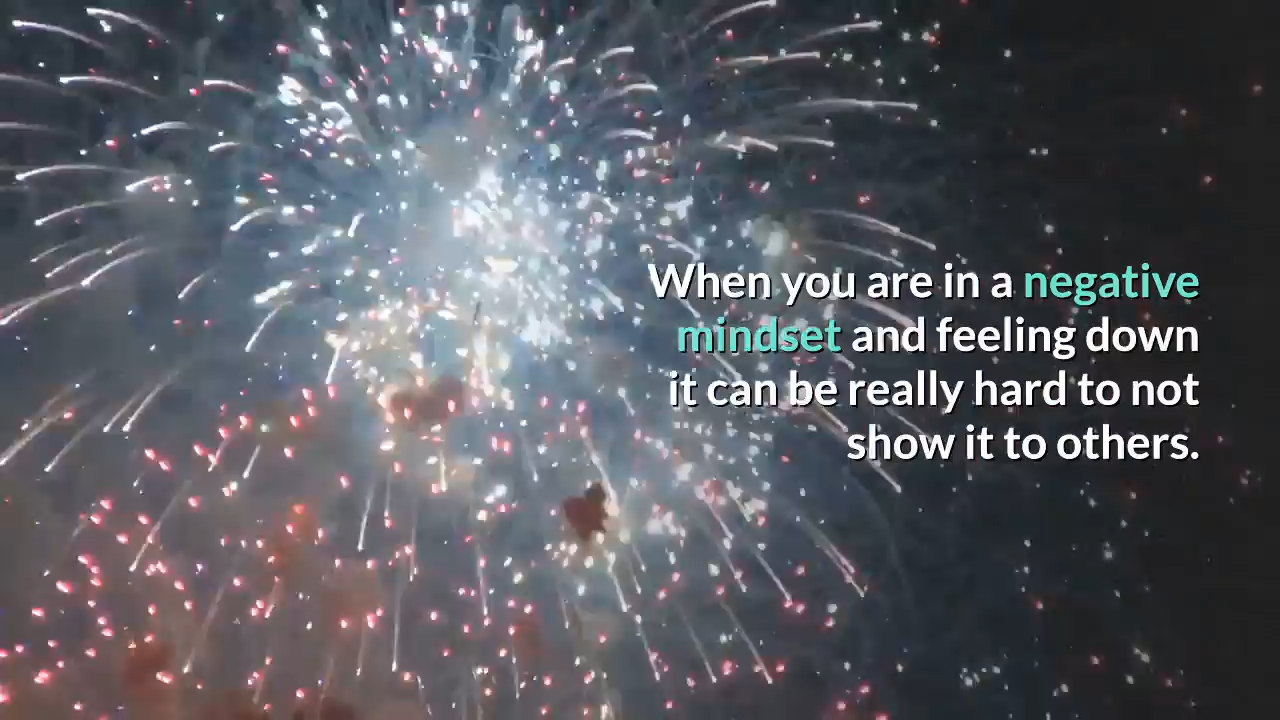 When you are in a negative
mindset and feeling down
it can be really hard to not
show it to others.